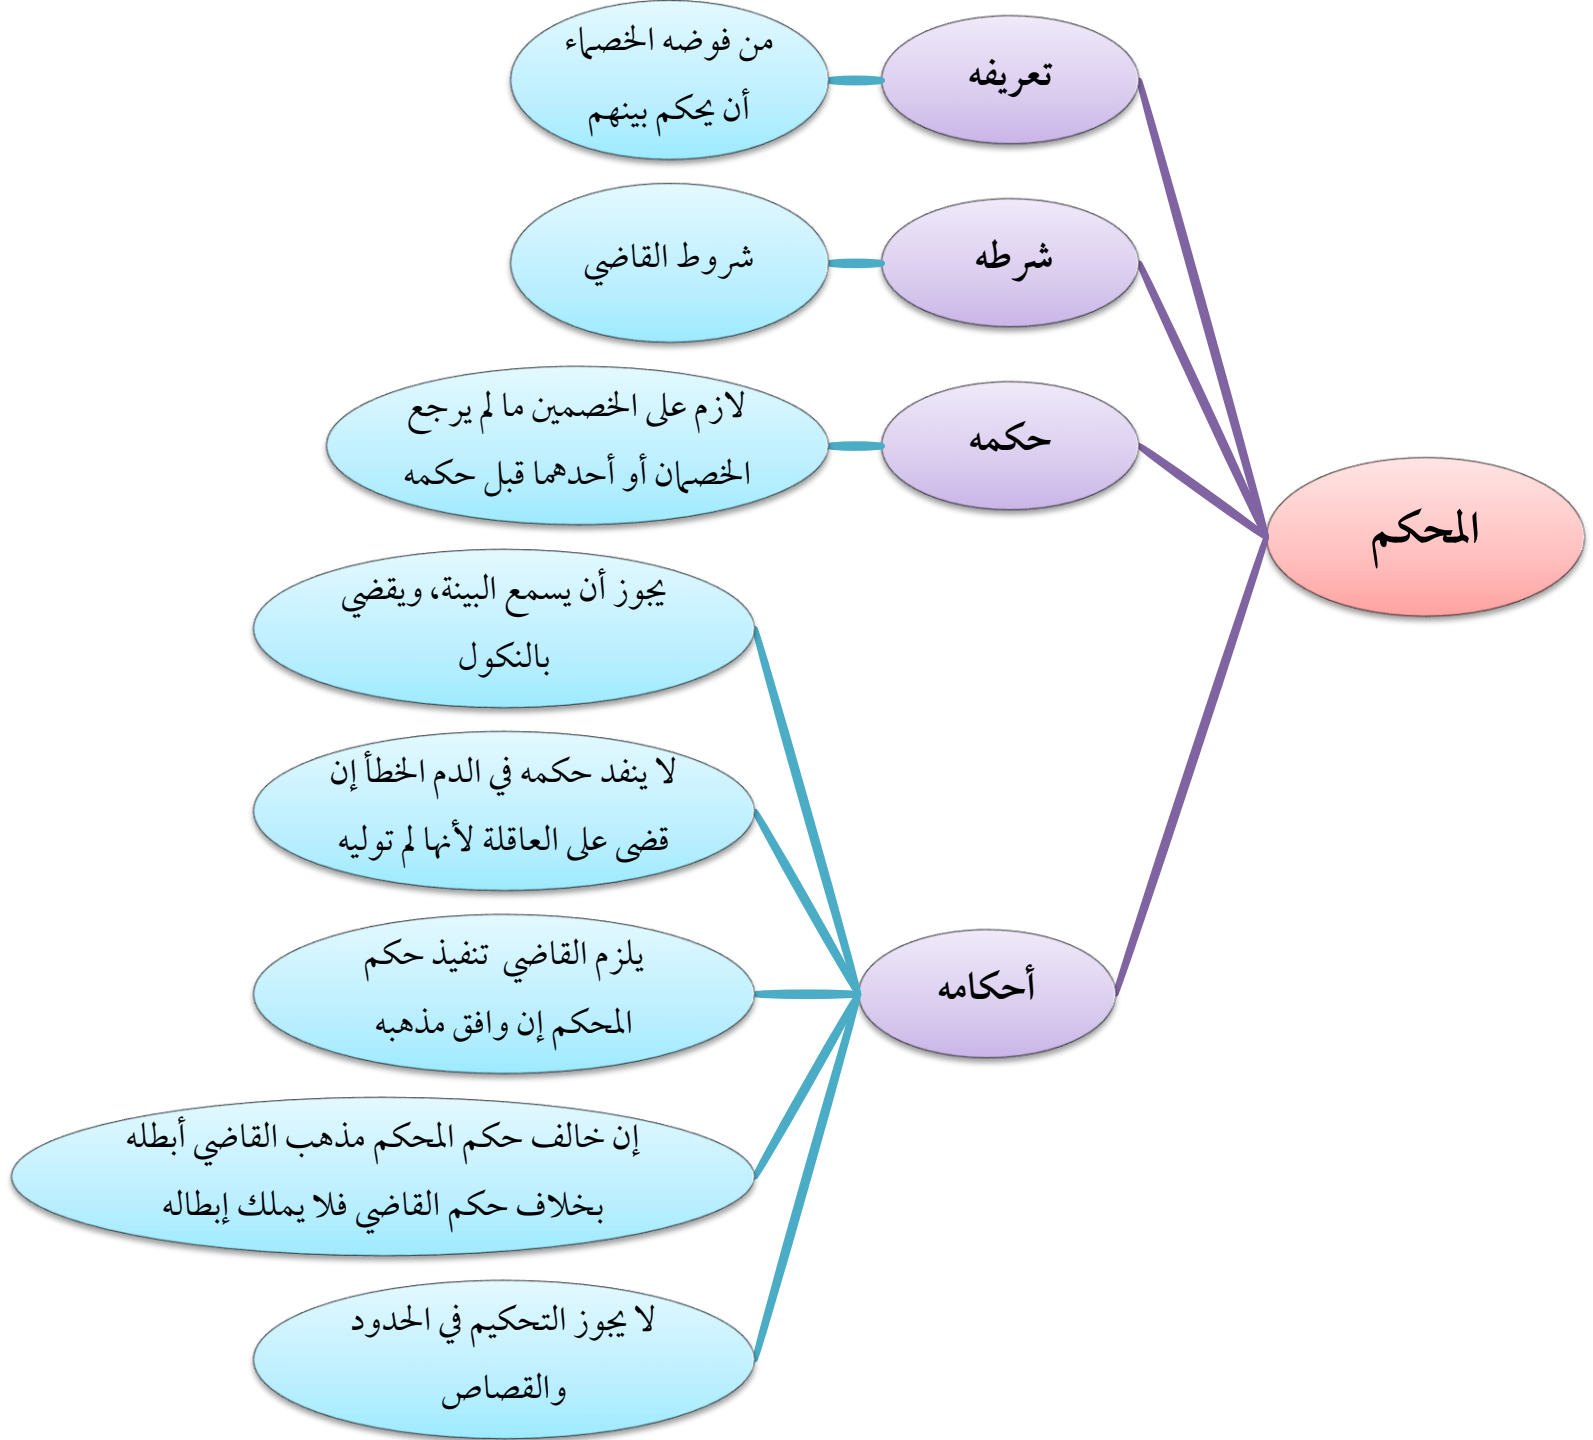 المحكم
تعريفه
من فوضه الخصماء
أن يحكم بينهم
شرطه
شروط القاضي
حكمه
لازم على الخصمين ما لم يرجع
الخصمان أو أحدهما قبل حكمه
أحكامه
يجوز أن يسمع البينة، ويقضي
بالنكول
لا ينفد حكمه في الدم الخطأ إن
قضى على العاقلة لأنها لم توليه
يلزم القاضي تنفيذ حكم
المحكم إن وافق مذهبه
إن خالف حكم المحكم مذهب القاضي أبطله
بخلاف حكم القاضي فلا يملك إبطاله
لا يجوز التحكيم في الحدود
والقصاص